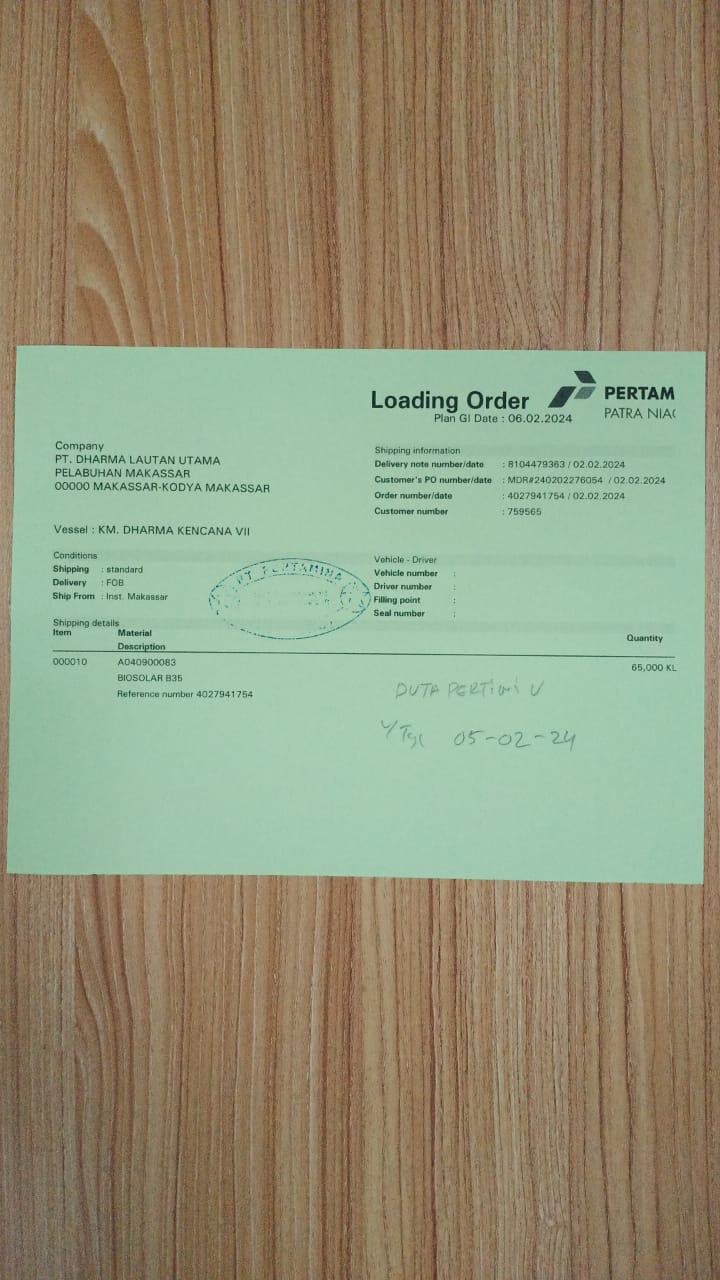 Loading Order
Plan GI Date : 06.02.2024
PERTAM
PATRA NIA
Company
PT. DHARMA LAUTAN UTAMA
PELABUHAN MAKASSAR
00000 MAKASSAR-KODYA MAKASSAR
Vessel : KM. DHARMA KENCANA VII
Shipping information
Delivery note number/date : 8104479363 / 02.02.2024
Customer's PO number/date : MDR#240202276054 / 02.02.2024
Order number/date : 4027941754 / 02.02.2024
Customer number : 759565
Conditions
Shipping : standard
Delivery : FOB
Ship From : Inst. Makassar
PT. PERTAMINA
Vehicle - Driver
Vehicle number :
Driver number :
Filling point :
Seal number :
Shipping details
Item Material Quantity
Description
000010 A040900083 65,000 KL
BIOSOLAR B35
Reference number 4027941754
DUTA PERTIWI V
Y/Tgl 05-02-24